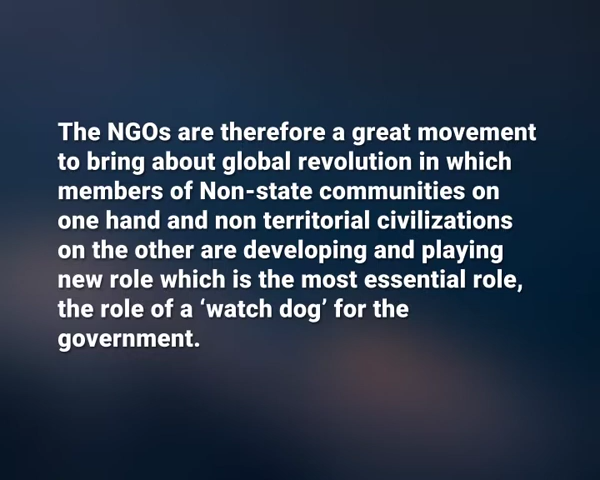 The NGOs are therefore a great movement
to bring about global revolution in which
members of Non-state communities on
one hand and non territorial civilizations
on the other are developing and playing
new role which is the most essential role,
the role of a ‘watch dog’ for the
government.